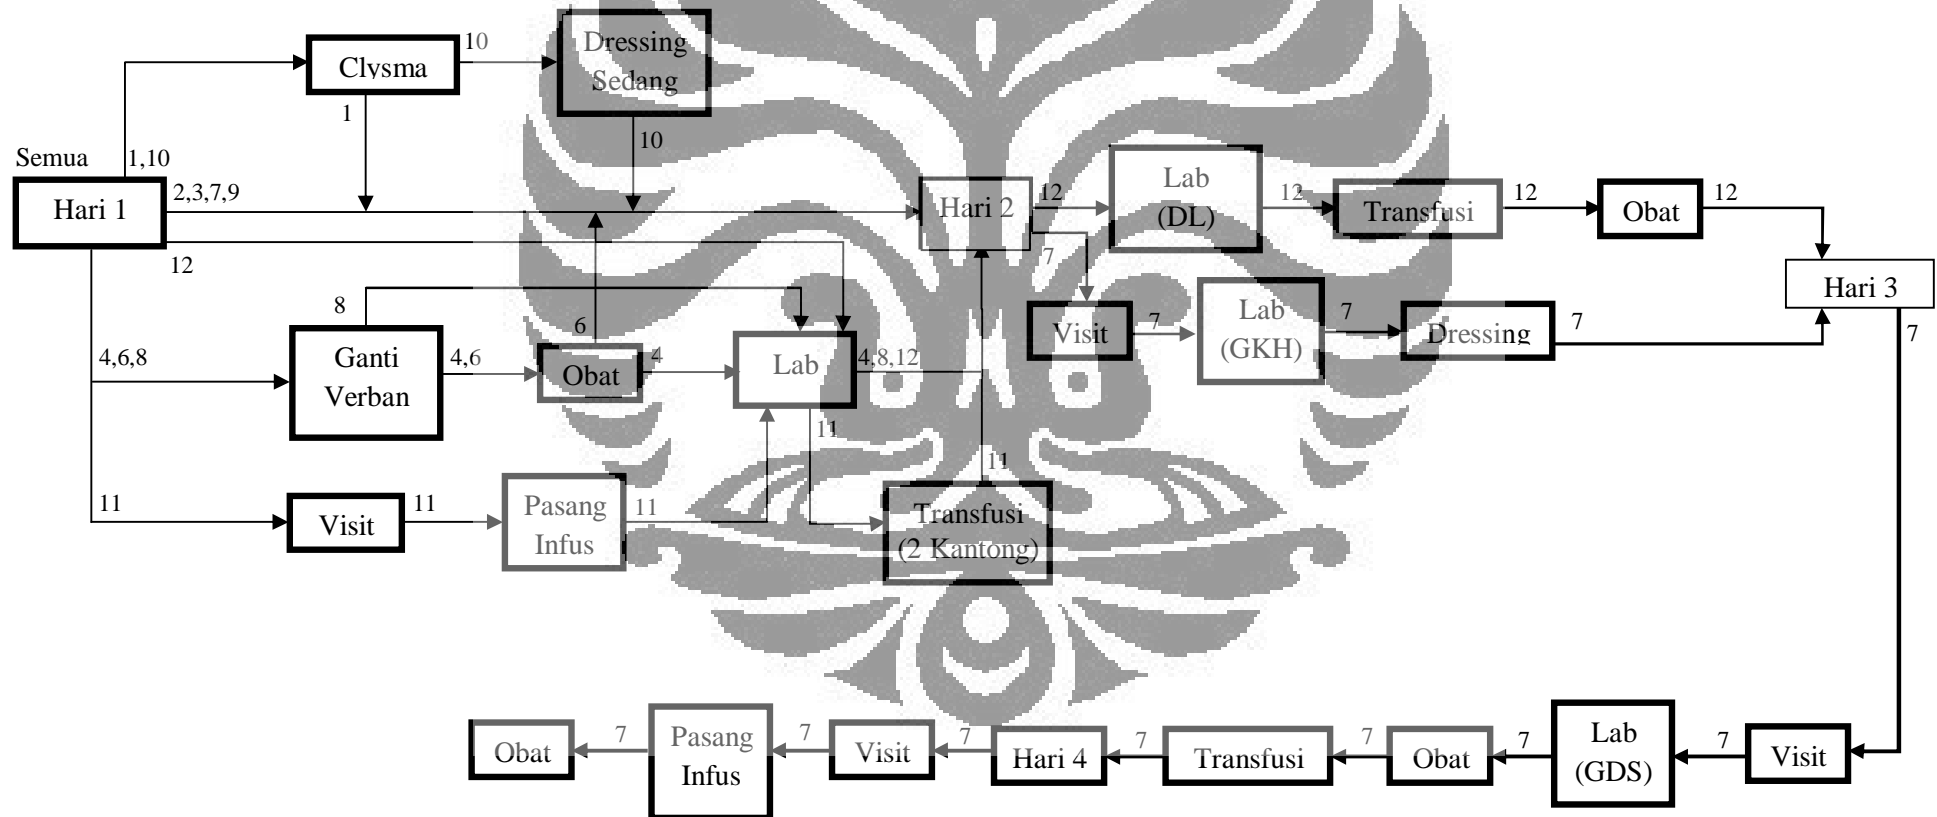 10
Dressing
Sedang
Clysma
1
10
Semua
1,10
Hari 1
2,3,7,9
12
Hari 2
12
Lab
(DL)
12
Transfusi
12
Obat
12
7
Hari 3
8
6
4,6,8
Ganti
Verban
4,6
Obat
4
Lab
4,8,12
Visit
7
Lab
(GKH)
7
Dressing
7
7
11
11
11
Visit
11
Pasang
Infus
11
Transfusi
(2 Kantong)
Obat
7
Pasang
Infus
7
Visit
7
Hari 4
7
Transfusi
7
Obat
7
Lab
(GDS)
7
Visit